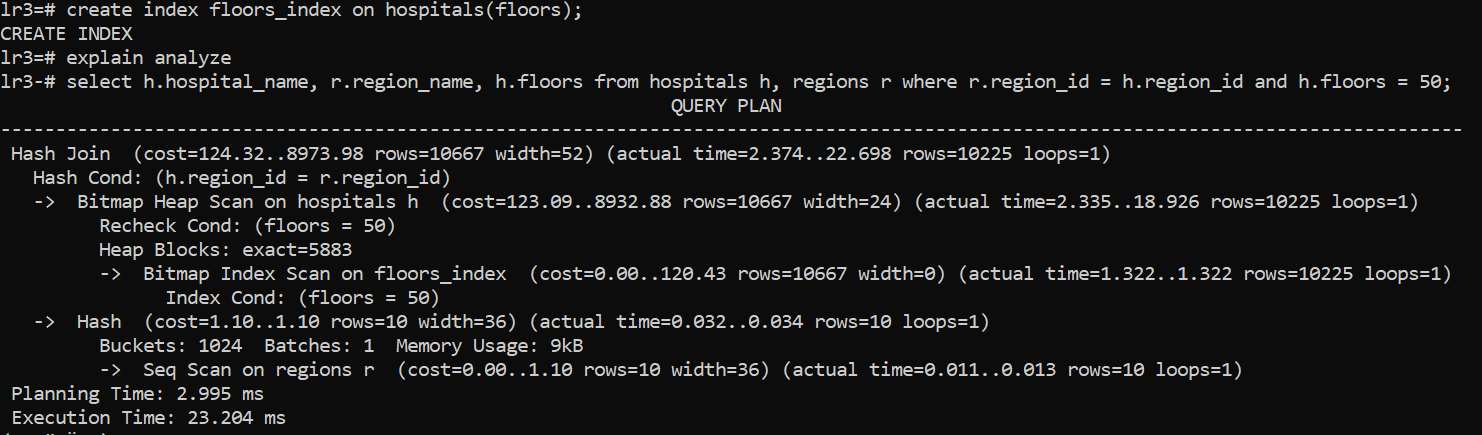 lr3=# create index floors_index on hospitals(floors);
CREATE INDEX
lr3=# explain analyze
lr3-# select h.hospital_name, r.region_name, h.floors from hospitals h, regions r where r.region_id = h.region_id and h.floors = 50;
QUERY PLAN
-------------------------------------------------------------------------------------------------------------------------------------
Hash Join  (cost=124.32..8973.98 rows=10667 width=52) (actual time=2.374..22.698 rows=10225 loops=1)
  Hash Cond: (h.region_id = r.region_id)
  ->  Bitmap Heap Scan on hospitals h  (cost=123.09..8932.88 rows=10667 width=24) (actual time=2.335..18.926 rows=10225 loops=1)
        Recheck Cond: (floors = 50)
        Heap Blocks: exact=5883
        ->  Bitmap Index Scan on floors_index  (cost=0.00..120.43 rows=10667 width=0) (actual time=1.322..1.322 rows=10225 loops=1)
              Index Cond: (floors = 50)
  ->  Hash  (cost=1.10..1.10 rows=10 width=36) (actual time=0.032..0.034 rows=10 loops=1)
        Buckets: 1024  Batches: 1  Memory Usage: 9kB
        ->  Seq Scan on regions r  (cost=0.00..1.10 rows=10 width=36) (actual time=0.011..0.013 rows=10 loops=1)
Planning Time: 2.995 ms
Execution Time: 23.204 ms